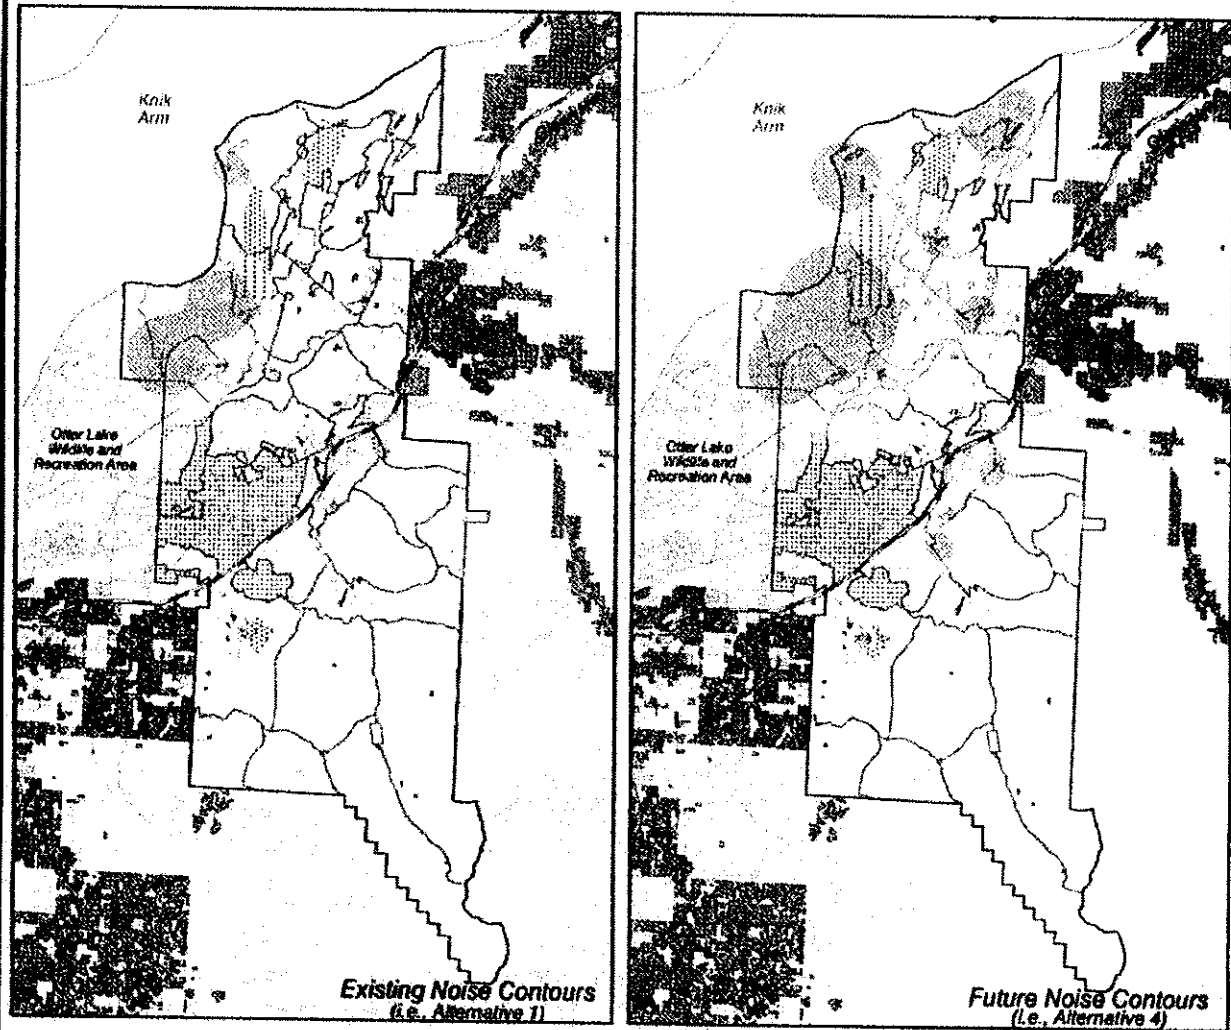 Knik
Arm
Otter Lake
Wildlife and
Recreation Area
Existing Noise Contours
(i.e., Alternative 1)
Knik
Arm
Otter Lake
Wildlife and
Recreation Area
Future Noise Contours
(i.e., Alternative 4)